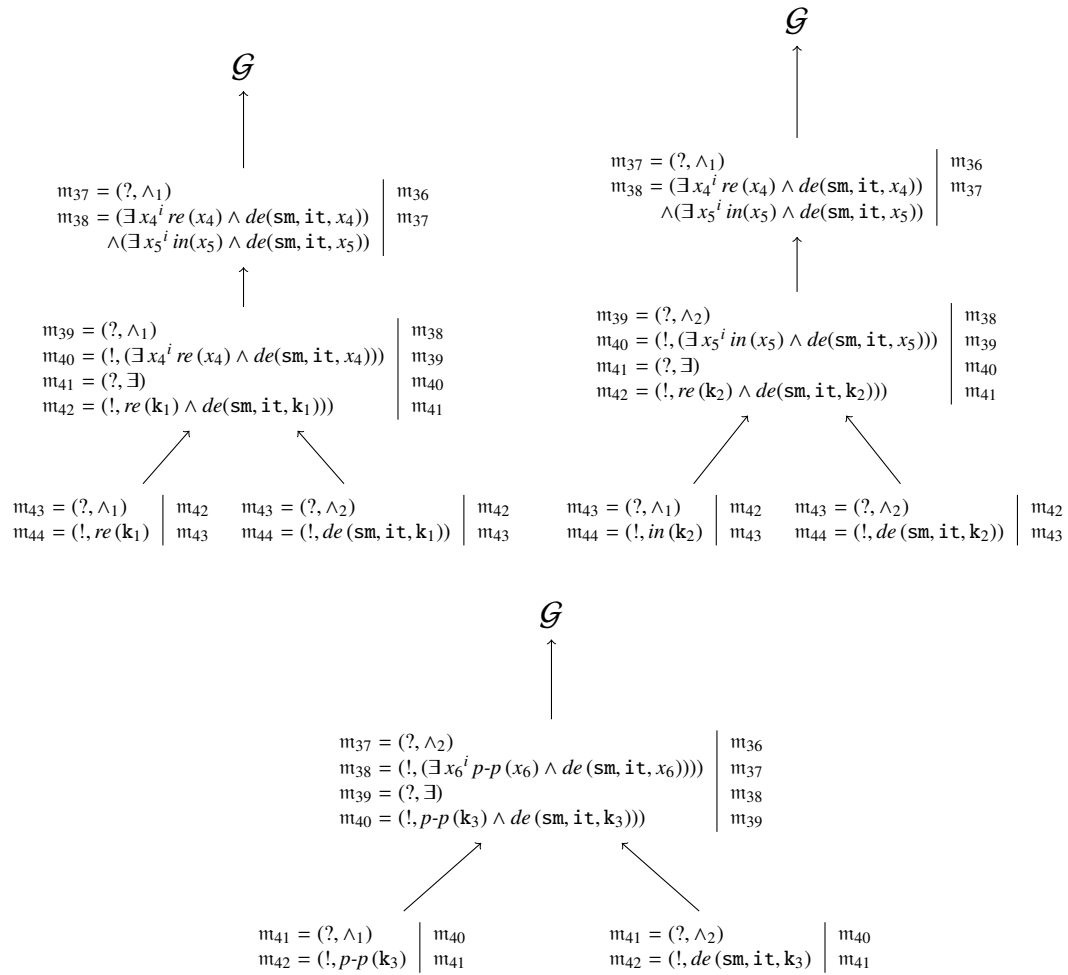 𝒢
𝔪₃₇ = (?, ∧₁) | 𝔪₃₆
𝔪₃₈ = (∃ x₄ⁱ re (x₄) ∧ de(sm, it, x₄)) | 𝔪₃₇
∧(∃ x₅ⁱ in(x₅) ∧ de(sm, it, x₅))
𝔪₃₉ = (?, ∧₁) | 𝔪₃₈
𝔪₄₀ = (!, (∃ x₄ⁱ re (x₄) ∧ de(sm, it, x₄))) | 𝔪₃₉
𝔪₄₁ = (?, ∃) | 𝔪₄₀
𝔪₄₂ = (!, re (k₁) ∧ de(sm, it, k₁))) | 𝔪₄₁
𝔪₄₃ = (?, ∧₁) | 𝔪₄₂
𝔪₄₄ = (!, re (k₁) | 𝔪₄₃
𝔪₄₃ = (?, ∧₂) | 𝔪₄₂
𝔪₄₄ = (!, de (sm, it, k₁)) | 𝔪₄₃
𝒢
𝔪₃₇ = (?, ∧₁) | 𝔪₃₆
𝔪₃₈ = (∃ x₄ⁱ re (x₄) ∧ de(sm, it, x₄)) | 𝔪₃₇
∧(∃ x₅ⁱ in(x₅) ∧ de(sm, it, x₅))
𝔪₃₉ = (?, ∧₂) | 𝔪₃₈
𝔪₄₀ = (!, (∃ x₅ⁱ in (x₅) ∧ de(sm, it, x₅))) | 𝔪₃₉
𝔪₄₁ = (?, ∃) | 𝔪₄₀
𝔪₄₂ = (!, re (k₂) ∧ de(sm, it, k₂))) | 𝔪₄₁
𝔪₄₃ = (?, ∧₁) | 𝔪₄₂
𝔪₄₄ = (!, in (k₂) | 𝔪₄₃
𝔪₄₃ = (?, ∧₂) | 𝔪₄₂
𝔪₄₄ = (!, de (sm, it, k₂)) | 𝔪₄₃
𝒢
𝔪₃₇ = (?, ∧₂) | 𝔪₃₆
𝔪₃₈ = (!, (∃ x₆ⁱ p-p (x₆) ∧ de (sm, it, x₆)))) | 𝔪₃₇
𝔪₃₉ = (?, ∃) | 𝔪₃₈
𝔪₄₀ = (!, p-p (k₃) ∧ de (sm, it, k₃))) | 𝔪₃₉
𝔪₄₁ = (?, ∧₁) | 𝔪₄₀
𝔪₄₂ = (!, p-p (k₃) | 𝔪₄₁
𝔪₄₁ = (?, ∧₂) | 𝔪₄₀
𝔪₄₂ = (!, de (sm, it, k₃) | 𝔪₄₁